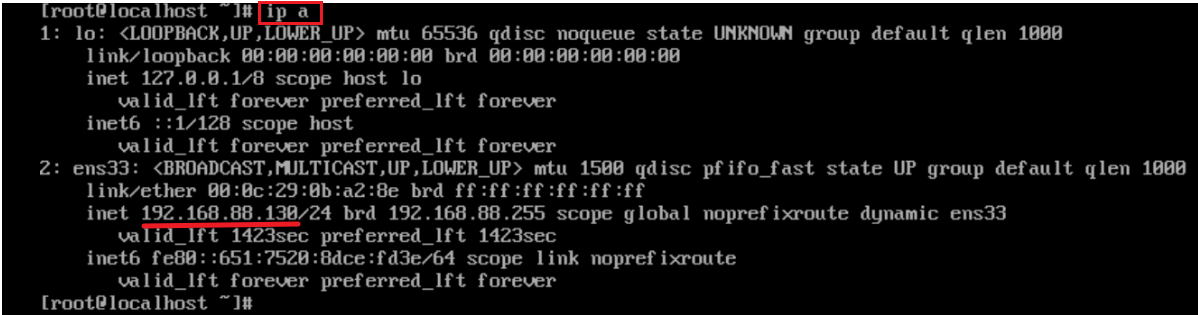 [root@localhost ~]# ip a
1: lo: <LOOPBACK,UP,LOWER_UP> mtu 65536 qdisc noqueue state UNKNOWN group default qlen 1000
link/loopback 00:00:00:00:00:00 brd 00:00:00:00:00:00
inet 127.0.0.1/8 scope host lo
valid_lft forever preferred_lft forever
inet6 ::1/128 scope host
valid_lft forever preferred_lft forever
2: ens33: <BROADCAST,MULTICAST,UP,LOWER_UP> mtu 1500 qdisc pfifo_fast state UP group default qlen 1000
link/ether 00:0c:29:0b:a2:8e brd ff:ff:ff:ff:ff:ff
inet 192.168.88.130/24 brd 192.168.88.255 scope global noprefixroute dynamic ens33
valid_lft 1423sec preferred_lft 1423sec
inet6 fe80::651:7520:8dce:fd3e/64 scope link noprefixroute
valid_lft forever preferred_lft forever
[root@localhost ~]#